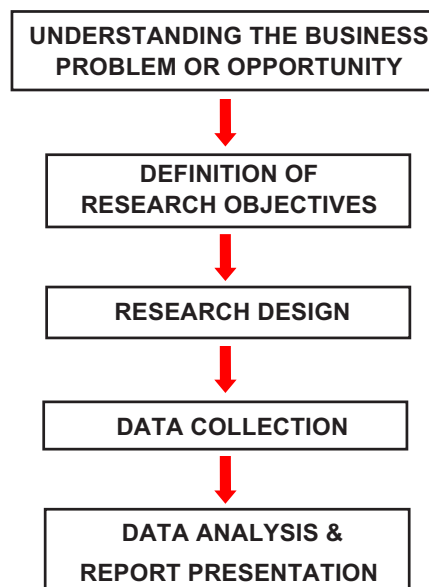 UNDERSTANDING THE BUSINESS
PROBLEM OR OPPORTUNITY
DEFINITION OF
RESEARCH OBJECTIVES
RESEARCH DESIGN
DATA COLLECTION
DATA ANALYSIS &
REPORT PRESENTATION